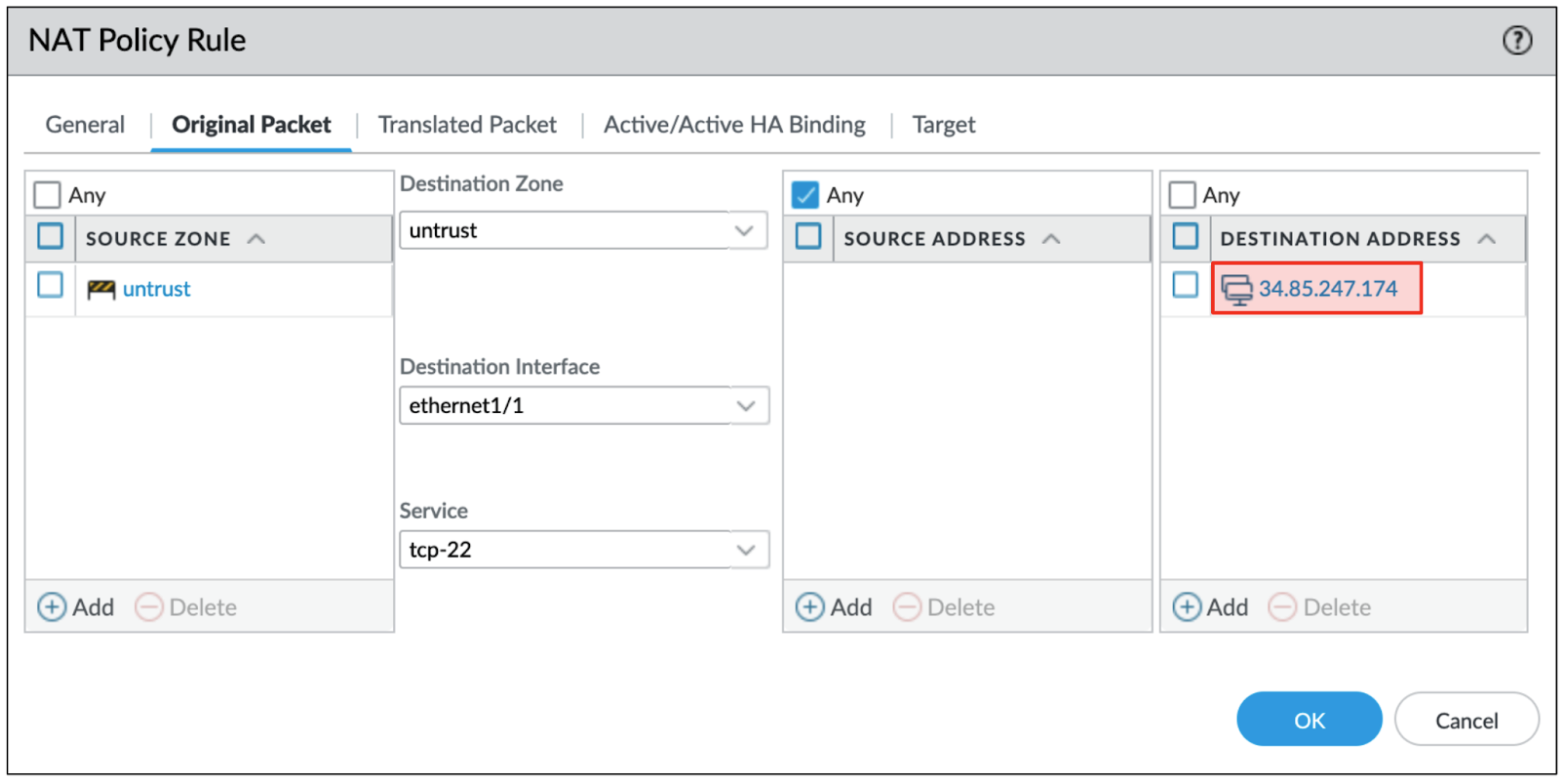 NAT Policy Rule
?
General
Original Packet
Translated Packet
Active/Active HA Binding
Target
Any
SOURCE ZONE
untrust
Add
Delete
Destination Zone
untrust
Destination Interface
ethernet1/1
Service
tcp-22
Any
SOURCE ADDRESS
Add
Delete
Any
DESTINATION ADDRESS
34.85.247.174
Add
Delete
OK
Cancel